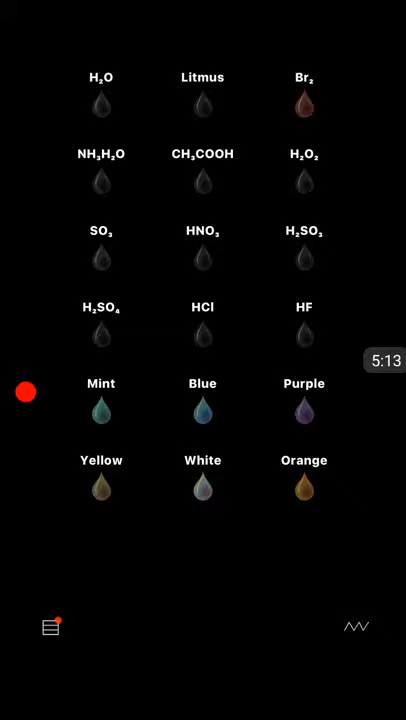 H₂O Litmus Br₂
NH₃H₂O CH₃COOH H₂O₂
SO₃ HNO₃ H₂SO₃
H₂SO₄ HCl HF
5:13
Mint Blue Purple
Yellow White Orange